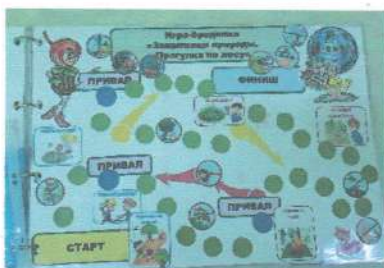 Игра-бродилка
«Защитники природы.
Прогулка по лесу».
ПРИВАЛ
ФИНИШ
ПРИВАЛ
ПРИВАЛ
СТАРТ